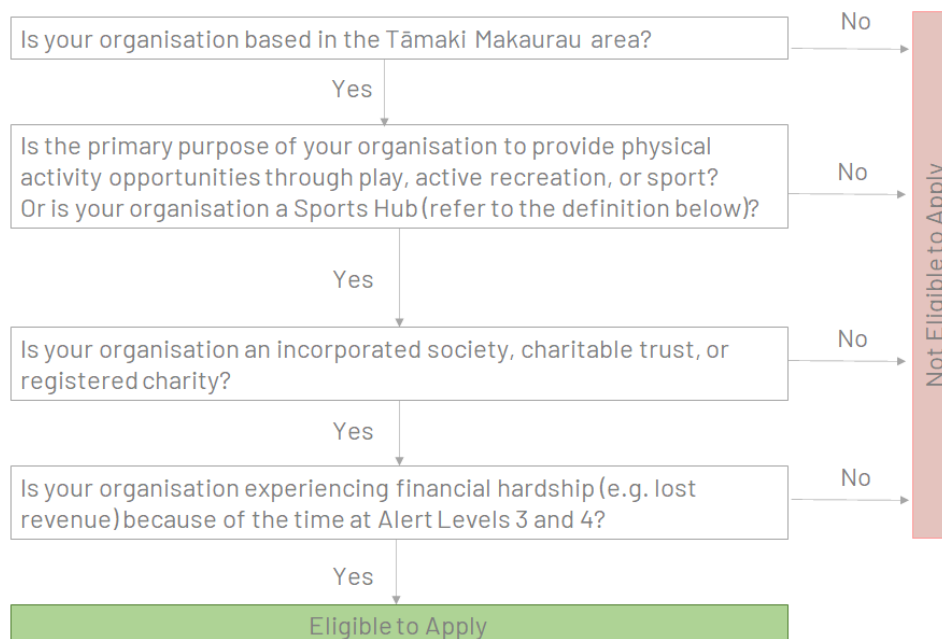 Is your organisation based in the Tāmaki Makaurau area?
No
Yes
Is the primary purpose of your organisation to provide physical
activity opportunities through play, active recreation, or sport?
Or is your organisation a Sports Hub (refer to the definition below)?
No
Yes
Is your organisation an incorporated society, charitable trust, or
registered charity?
No
Yes
Is your organisation experiencing financial hardship (e.g. lost
revenue) because of the time at Alert Levels 3 and 4?
No
Yes
Eligible to Apply
Not Eligible to Apply